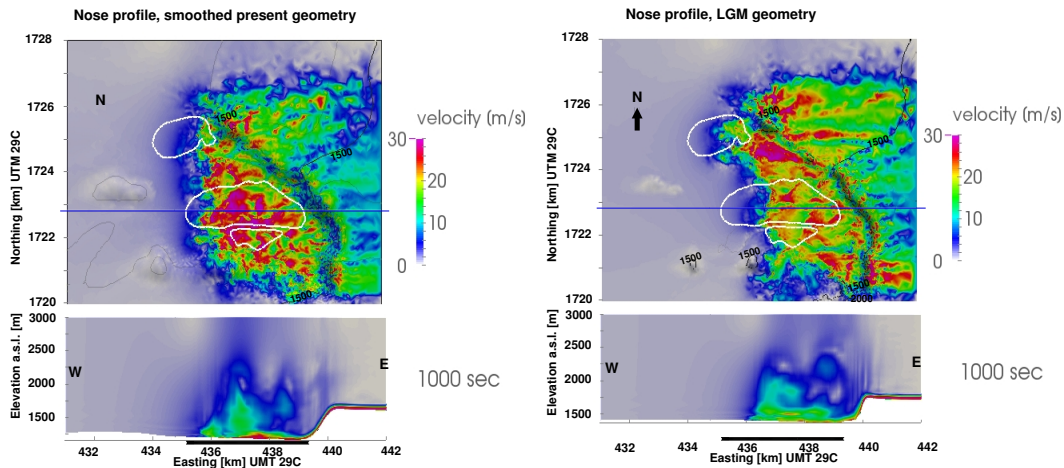 Nose profile, smoothed present geometry
1728
1726
1724
1722
1720
Northing [km] UTM 29C
N
1500
1500
1500
velocity (m/s)
30
20
10
0
3000
2500
2000
1500
Elevation a.s.l. [m]
W
E
1000 sec
432
434
436
438
440
442
Easting [km] UMT 29C
Nose profile, LGM geometry
1728
1726
1724
1722
1720
Northing [km] UTM 29C
N
1500
1500
1500
1500
2000
velocity (m/s)
30
20
10
0
3000
2500
2000
1500
Elevation a.s.l. [m]
W
E
1000 sec
432
434
436
438
440
442
Easting [km] UMT 29C